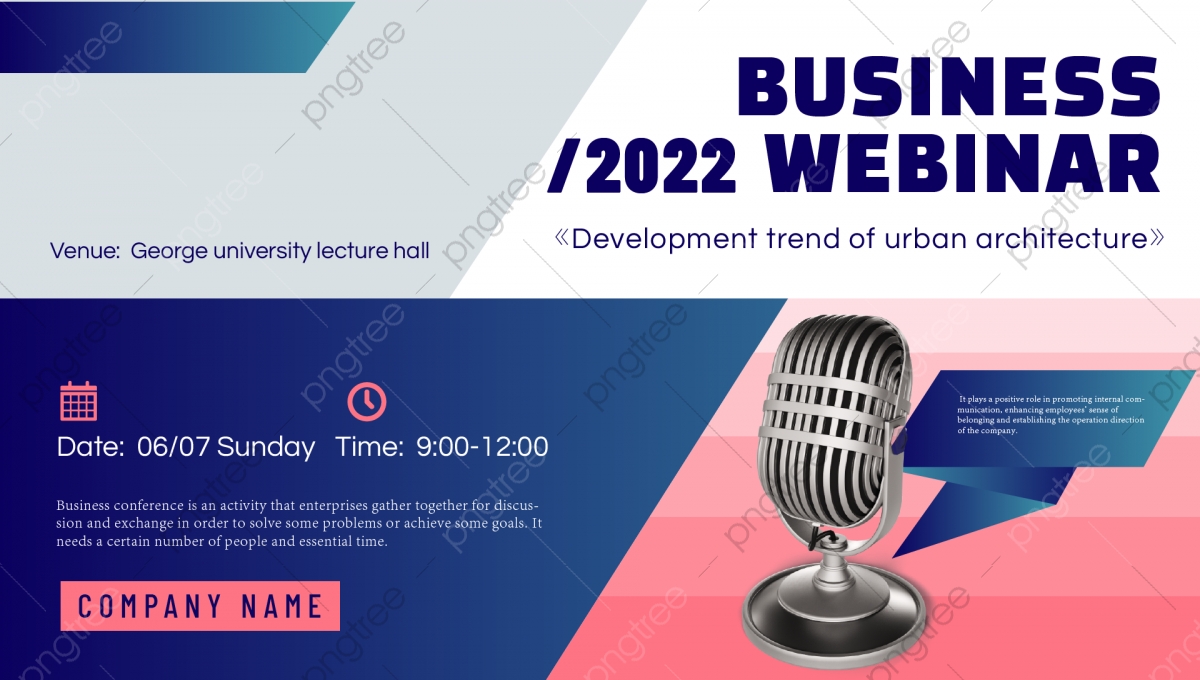 BUSINESS
/2022 WEBINAR
«Development trend of urban architecture»
Venue: George university lecture hall
Date: 06/07 Sunday
Time: 9:00-12:00
Business conference is an activity that enterprises gather together for discus-
sion and exchange in order to solve some problems or achieve some goals. It
needs a certain number of people and essential time.
COMPANY NAME
It plays a positive role in promoting internal com-
munication, enhancing employees' sense of
belonging and establishing the operation direction
of the company.
pngtree